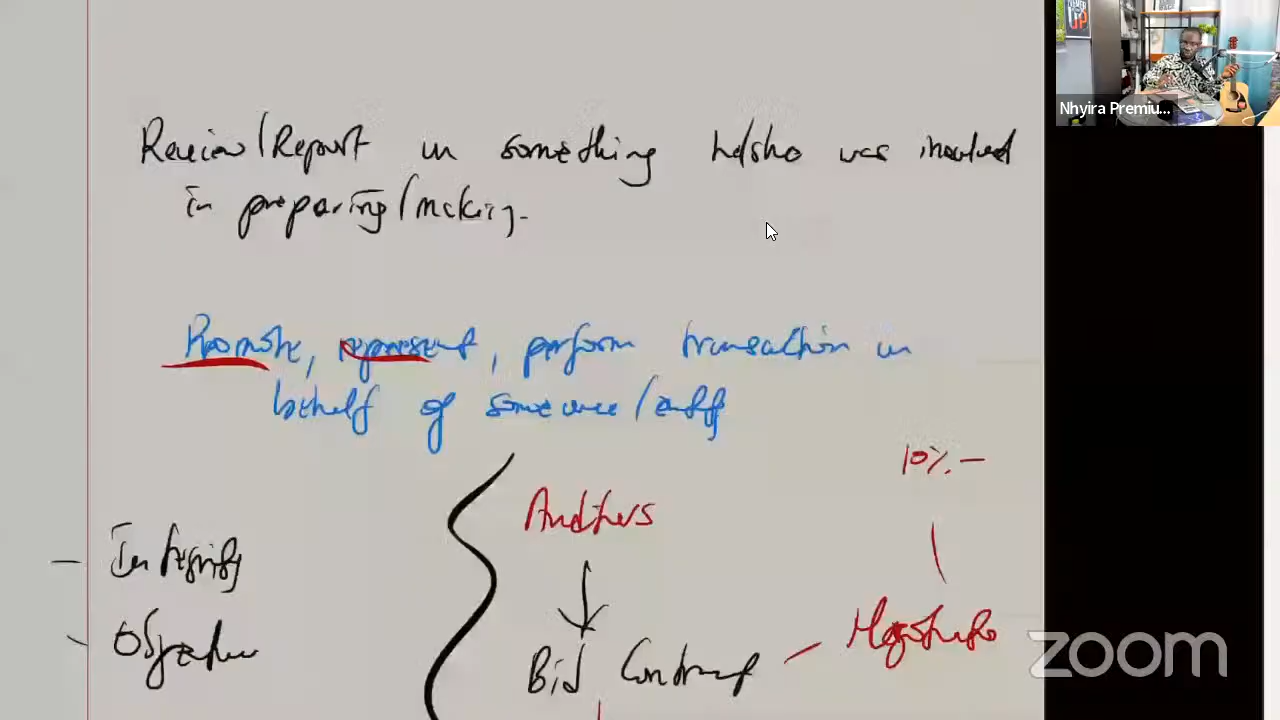 Review/Report on something he/she was involved
in preparing/making.
Promote, represent, perform transaction on
behalf of someone/entity
10%. -
Auditors
- Integrity
Objective
Bid Contract
zoom
Nhyira Premiu...